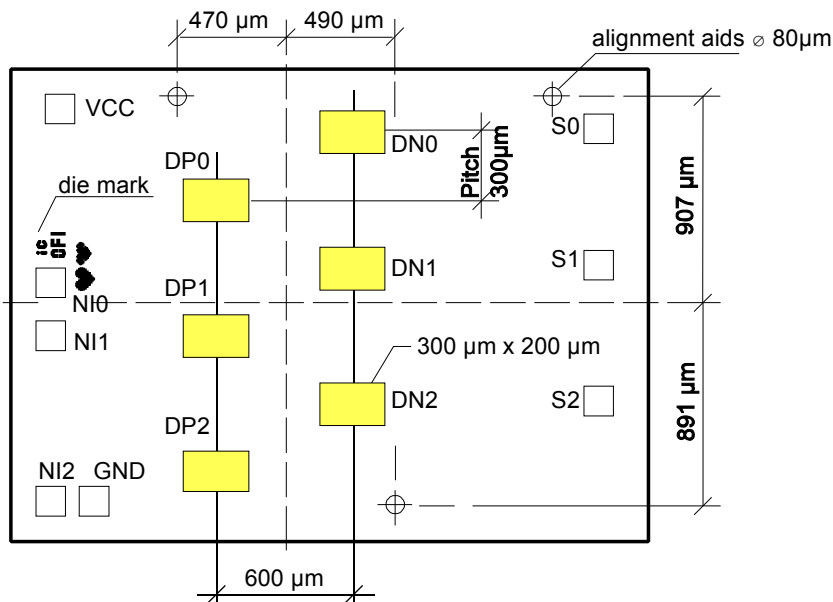 470 µm
490 µm
alignment aids ⌀ 80µm
VCC
S0
DN0
DP0
Pitch
300µm
die mark
907 µm
ic
0FI
S1
DN1
DP1
NI0
NI1
300 µm x 200 µm
DN2
S2
891 µm
DP2
NI2
GND
600 µm